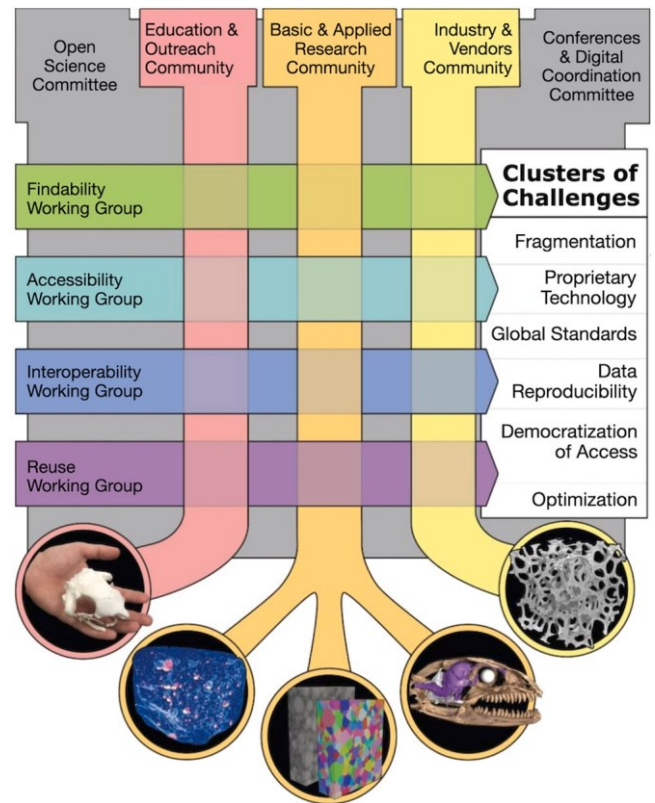 Open
Science
Committee
Education &
Outreach
Community
Basic & Applied
Research
Community
Industry &
Vendors
Community
Conferences
& Digital
Coordination
Committee
Findability
Working Group
Accessibility
Working Group
Interoperability
Working Group
Reuse
Working Group
Clusters of
Challenges
Fragmentation
Proprietary
Technology
Global Standards
Data
Reproducibility
Democratization
of Access
Optimization